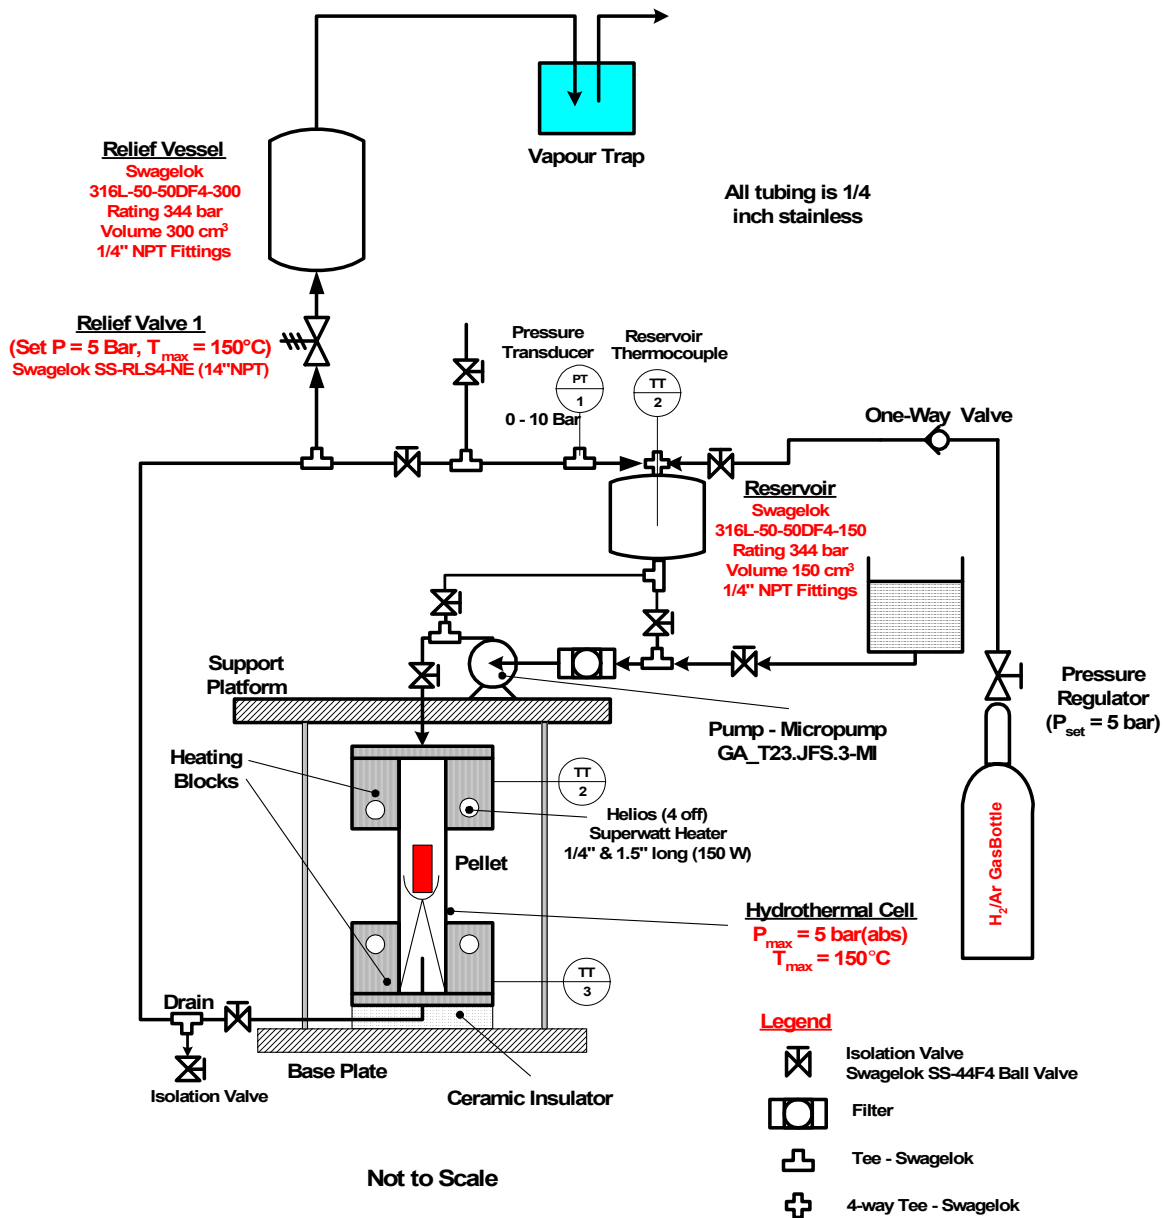 Vapour Trap
Relief Vessel
Swagelok
316L-50-50DF4-300
Rating 344 bar
Volume 300 cm³
1/4" NPT Fittings
All tubing is 1/4
inch stainless
Relief Valve 1
(Set P = 5 Bar, Tmax = 150°C)
Swagelok SS-RLS4-NE (14"NPT)
Pressure
Transducer
Reservoir
Thermocouple
PT
1
TT
2
0 - 10 Bar
One-Way Valve
Reservoir
Swagelok
316L-50-50DF4-150
Rating 344 bar
Volume 150 cm³
1/4" NPT Fittings
Support
Platform
Pressure
Regulator
(Pset = 5 bar)
Pump - Micropump
GA_T23.JFS.3-MI
Heating
Blocks
TT
2
Helios (4 off)
Superwatt Heater
1/4" & 1.5" long (150 W)
Pellet
H₂/Ar GasBottle
Hydrothermal Cell
Pmax = 5 bar(abs)
Tmax = 150°C
TT
3
Drain
Isolation Valve
Base Plate
Ceramic Insulator
Legend
Isolation Valve
Swagelok SS-44F4 Ball Valve
Filter
Tee - Swagelok
4-way Tee - Swagelok
Not to Scale